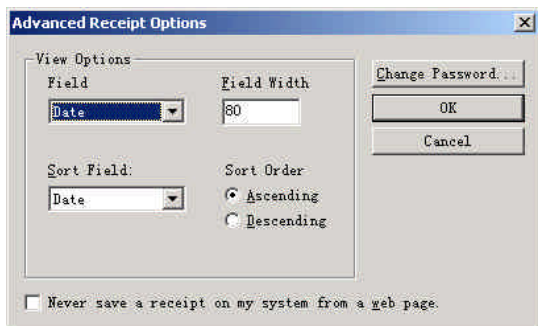 Advanced Receipt Options
View Options
Field
Field Width
Date
80
Sort Field:
Sort Order
Date
Ascending
Descending
Change Password...
OK
Cancel
Never save a receipt on my system from a web page.